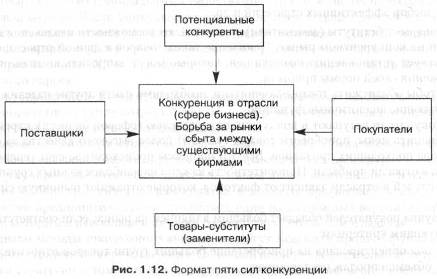 Потенциальные
конкуренты
Поставщики
Конкуренция в отрасли
(сфере бизнеса).
Борьба за рынки
сбыта между
существующими
фирмами
Покупатели
Товары-субституты
(заменители)
Рис. 1.12. Формат пяти сил конкуренции